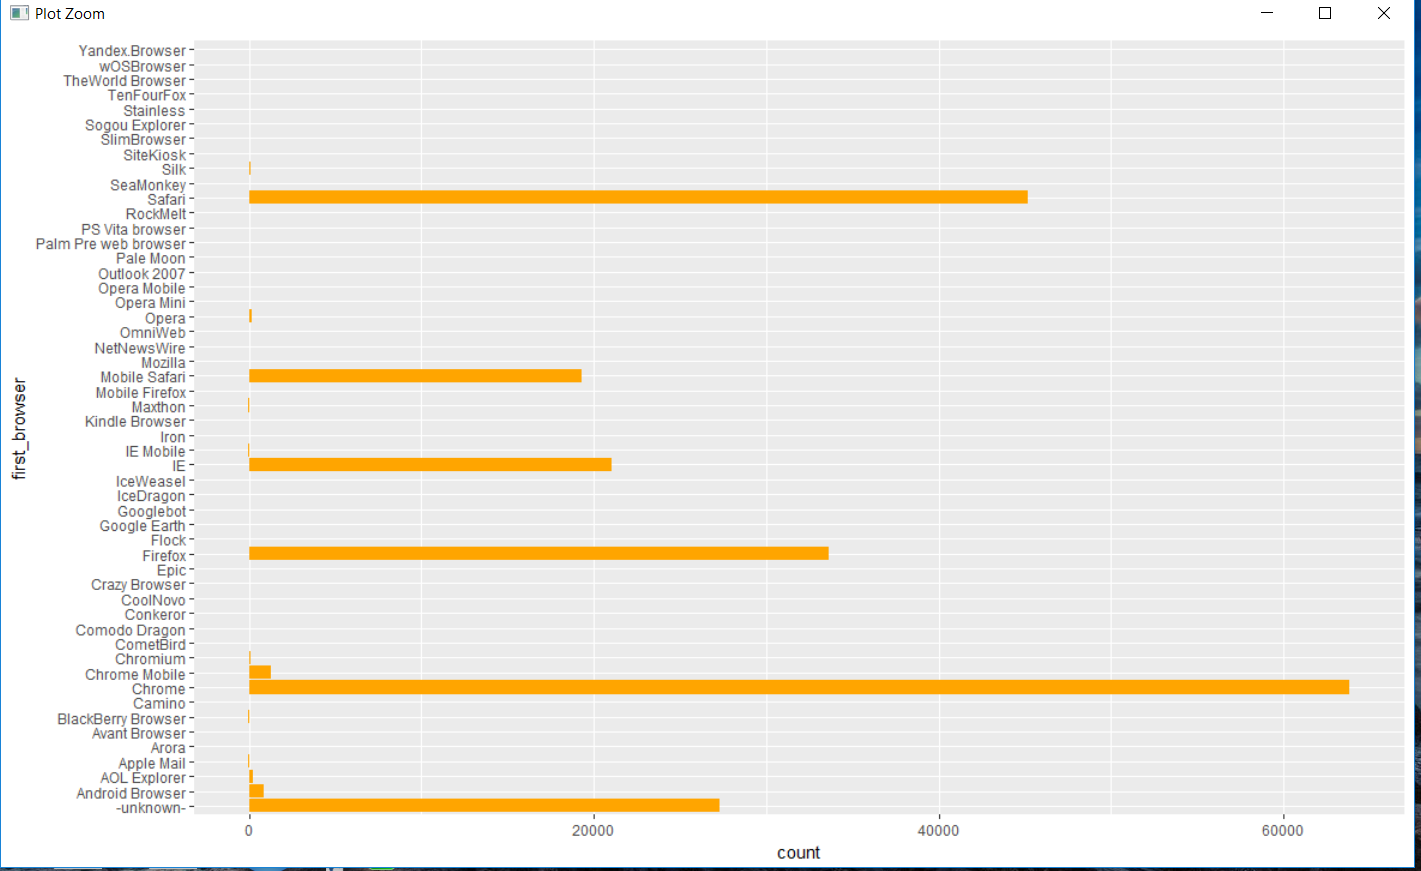 Plot Zoom
Yandex.Browser
wOSBrowser
TheWorld Browser
TenFourFox
Stainless
Sogou Explorer
SlimBrowser
SiteKiosk
Silk
SeaMonkey
Safari
RockMelt
PS Vita browser
Palm Pre web browser
Pale Moon
Outlook 2007
Opera Mobile
Opera Mini
Opera
OmniWeb
NetNewsWire
Mozilla
Mobile Safari
Mobile Firefox
Maxthon
Kindle Browser
Iron
IE Mobile
IE
IceWeasel
IceDragon
Googlebot
Google Earth
Flock
Firefox
Epic
Crazy Browser
CoolNovo
Conkeror
Comodo Dragon
CometBird
Chromium
Chrome Mobile
Chrome
Camino
BlackBerry Browser
Avant Browser
Arora
Apple Mail
AOL Explorer
Android Browser
-unknown-
first_browser
0 20000 40000 60000
count